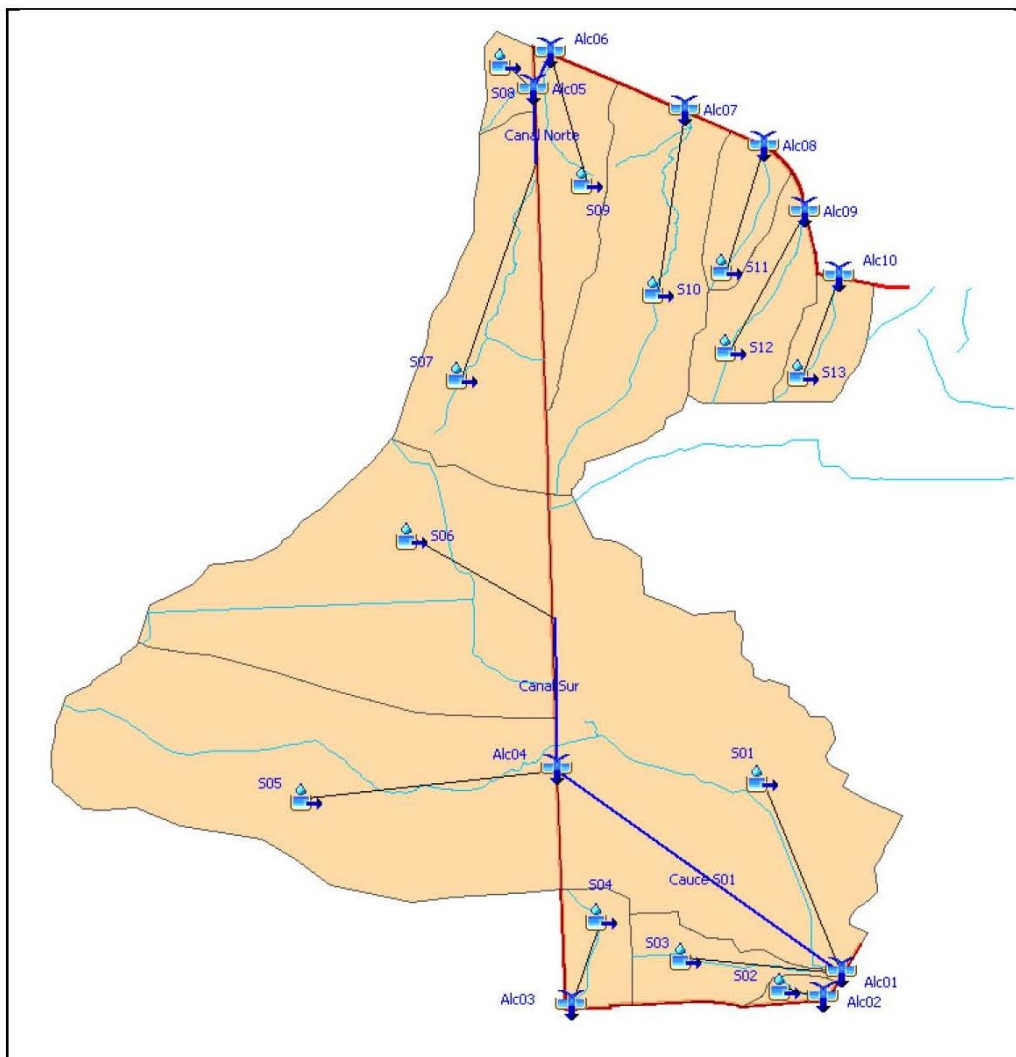 Alc06
S08
Alc05
Alc07
Canal Norte
Alc08
S09
Alc09
S11
Alc10
S10
S12
S07
S13
S06
Canal Sur
Alc04
S01
S05
Cauce S01
S04
S03
S02
Alc01
Alc03
Alc02